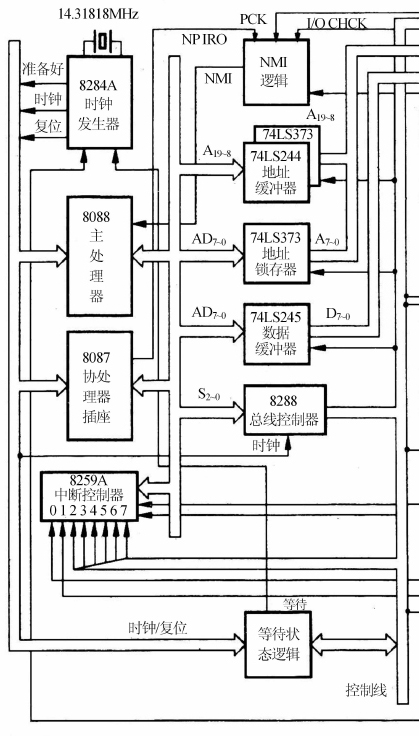 14.31818MHz
PCK
I/O CHCK
NP IRO
NMI
NMI
逻辑
准备好
时钟
复位
8284A
时钟
发生器
A19~8
74LS373
A19~8
74LS244
地址
缓冲器
8088
主
处
理
器
AD7~0
74LS373
地址
锁存器
A7~0
AD7~0
74LS245
数据
缓冲器
D7~0
8087
协处
理器
插座
S2~0
8288
总线控制器
时钟
8259A
中断控制器
0 1 2 3 4 5 6 7
等待
时钟/复位
等待状
态逻辑
控制线